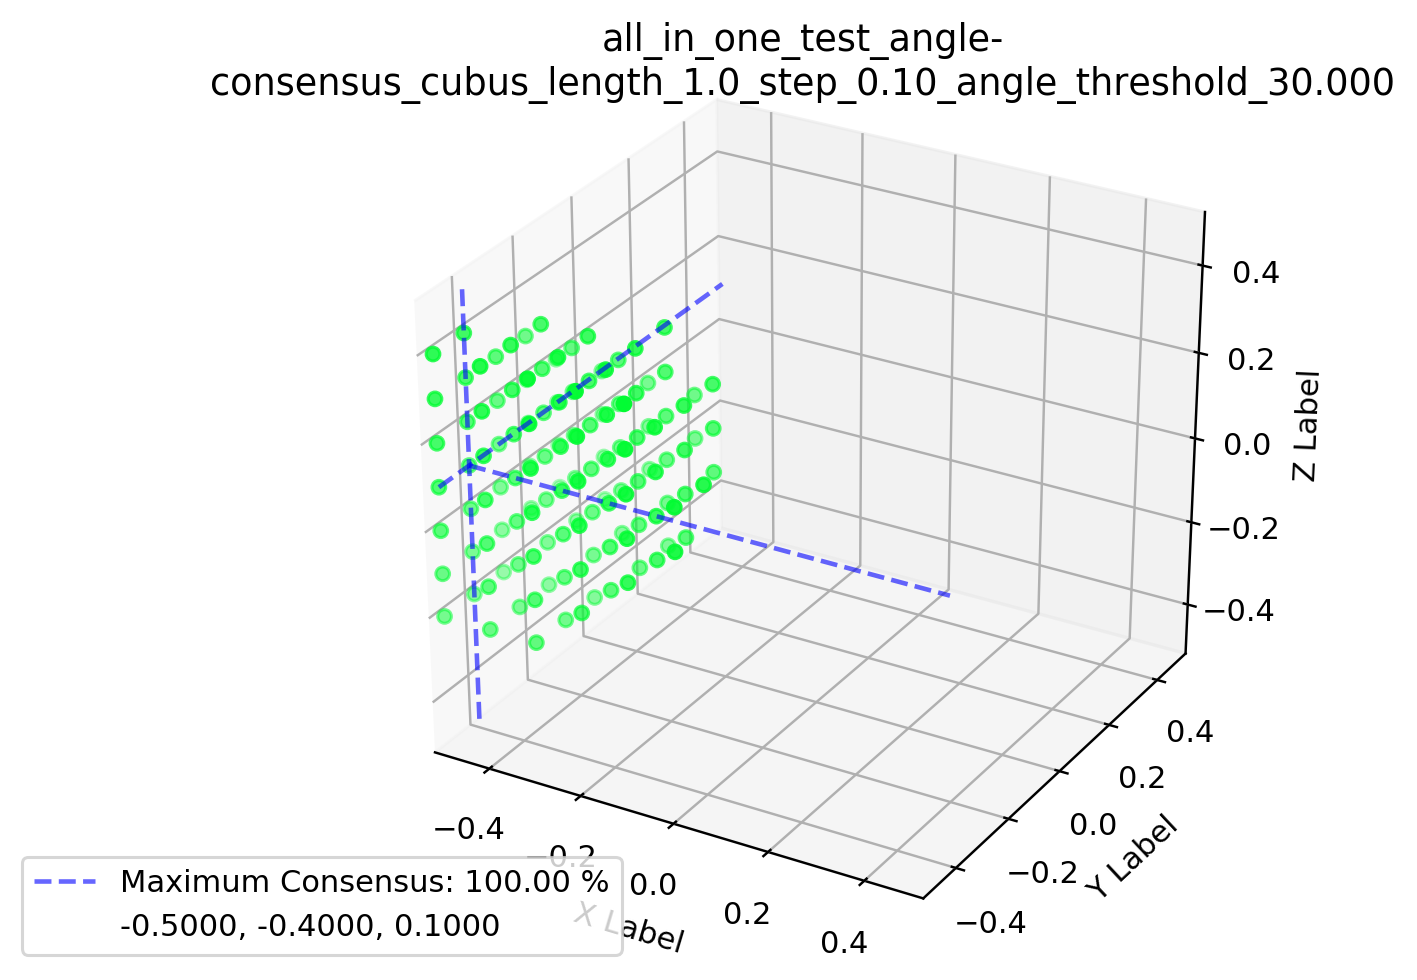 all_in_one_test_angle-
consensus_cubus_length_1.0_step_0.10_angle_threshold_30.000
0.4
0.2
0.0
−0.2
−0.4
Z Label
0.4
0.2
0.0
−0.2
−0.4
Y Label
−0.4
−0.2
0.0
0.2
0.4
X Label
Maximum Consensus: 100.00 %
-0.5000, -0.4000, 0.1000